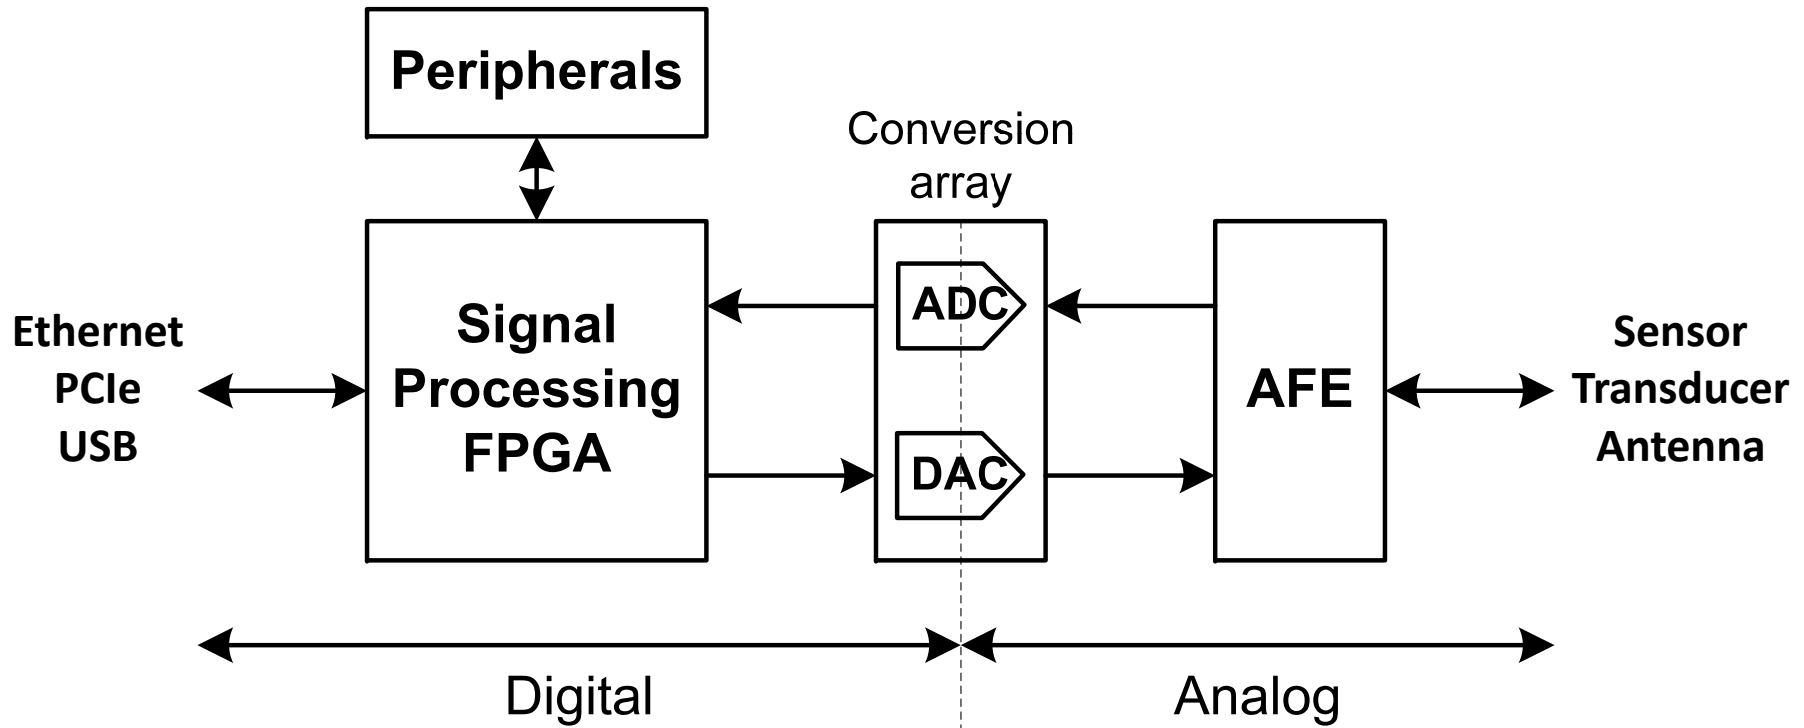 Peripherals
Conversion
array
Ethernet
PCIe
USB
Signal
Processing
FPGA
ADC
DAC
AFE
Sensor
Transducer
Antenna
Digital
Analog